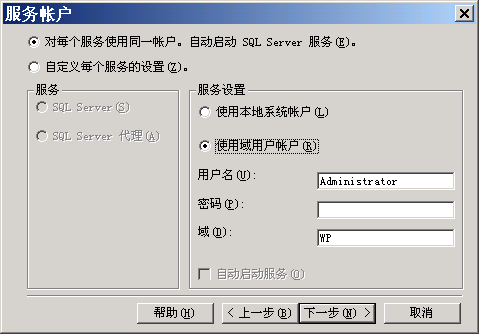 服务帐户
对每个服务使用同一帐户。自动启动 SQL Server 服务(E)。
自定义每个服务的设置(Z)。
服务
SQL Server(S)
SQL Server 代理(A)
服务设置
使用本地系统帐户(L)
使用域用户帐户(R)
用户名(U):
Administrator
密码(P):
域(D):
WP
自动启动服务(O)
帮助(H)
< 上一步(B)
下一步(N) >
取消